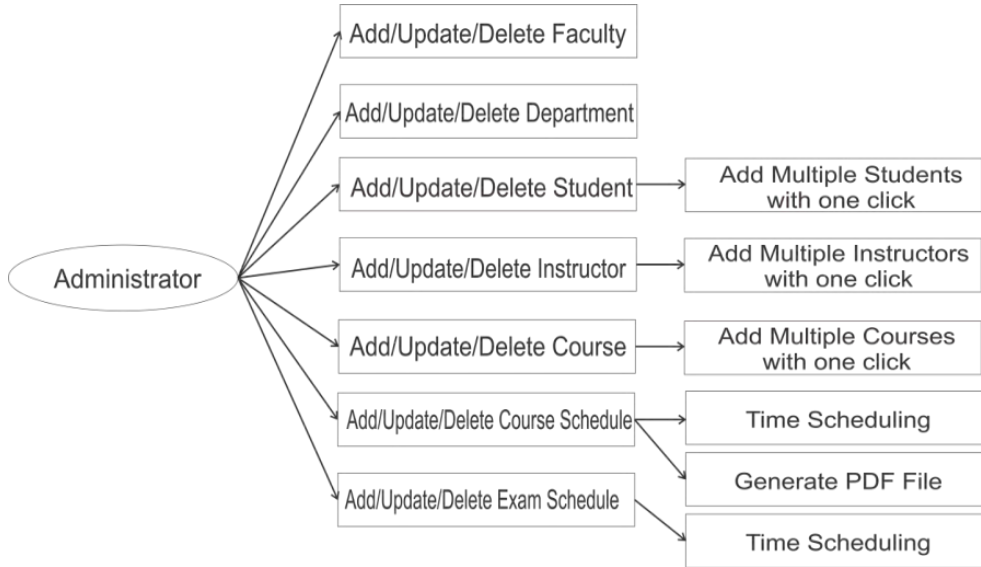 Add/Update/Delete Faculty
Add/Update/Delete Department
Add/Update/Delete Student
Add Multiple Students
with one click
Administrator
Add/Update/Delete Instructor
Add Multiple Instructors
with one click
Add/Update/Delete Course
Add Multiple Courses
with one click
Add/Update/Delete Course Schedule
Time Scheduling
Generate PDF File
Add/Update/Delete Exam Schedule
Time Scheduling